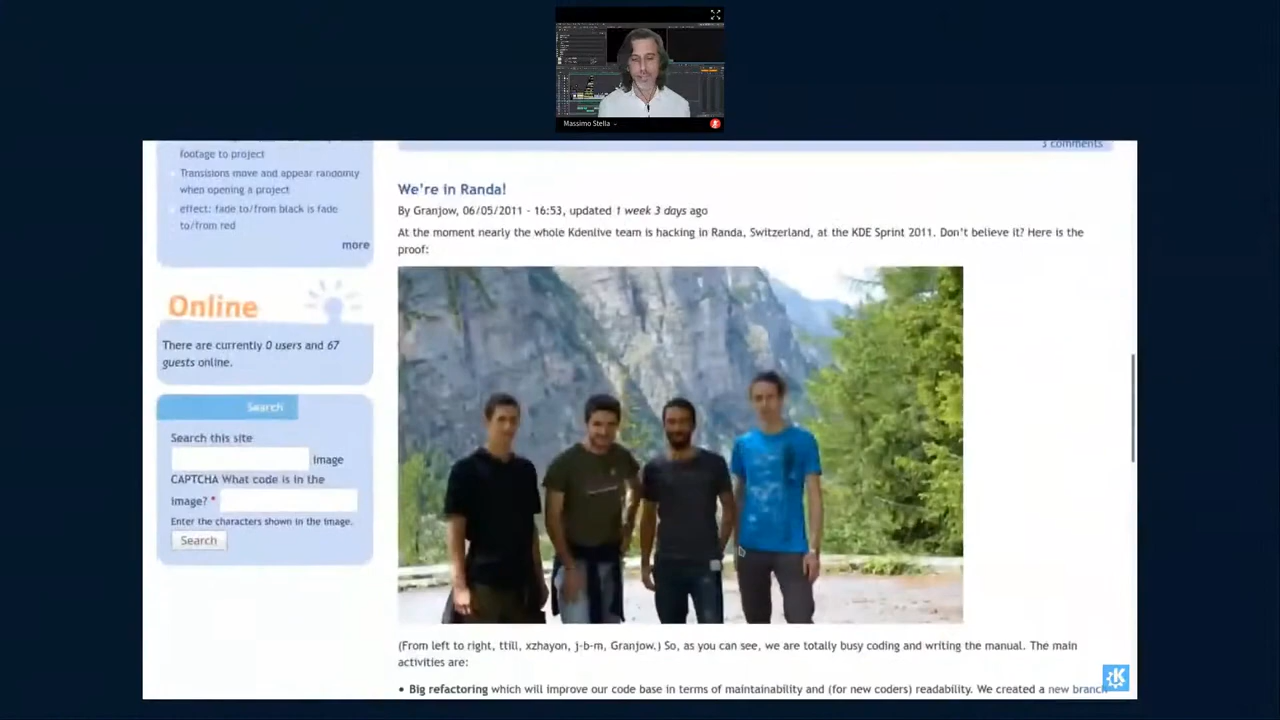 Massimo Stella
footage to project
Transisions move and appear randomly
when opening a project
effect: fade to/from black is fade
to/from red
more
Online
There are currently 0 users and 67
guests online.
Search
Search this site
Image
CAPTCHA What code is in the
image? *
Enter the characters shown in the image.
Search
3 comments
We're in Randa!
By Granjow, 06/05/2011 - 16:53, updated 1 week 3 days ago
At the moment nearly the whole Kdenlive team is hacking in Randa, Switzerland, at the KDE Sprint 2011. Don't believe it? Here is the
proof:
(From left to right, ttill, xzhayon, j-b-m, Granjow.) So, as you can see, we are totally busy coding and writing the manual. The main
activities are:
• Big refactoring which will improve our code base in terms of maintainability and (for new coders) readability. We created a new branch